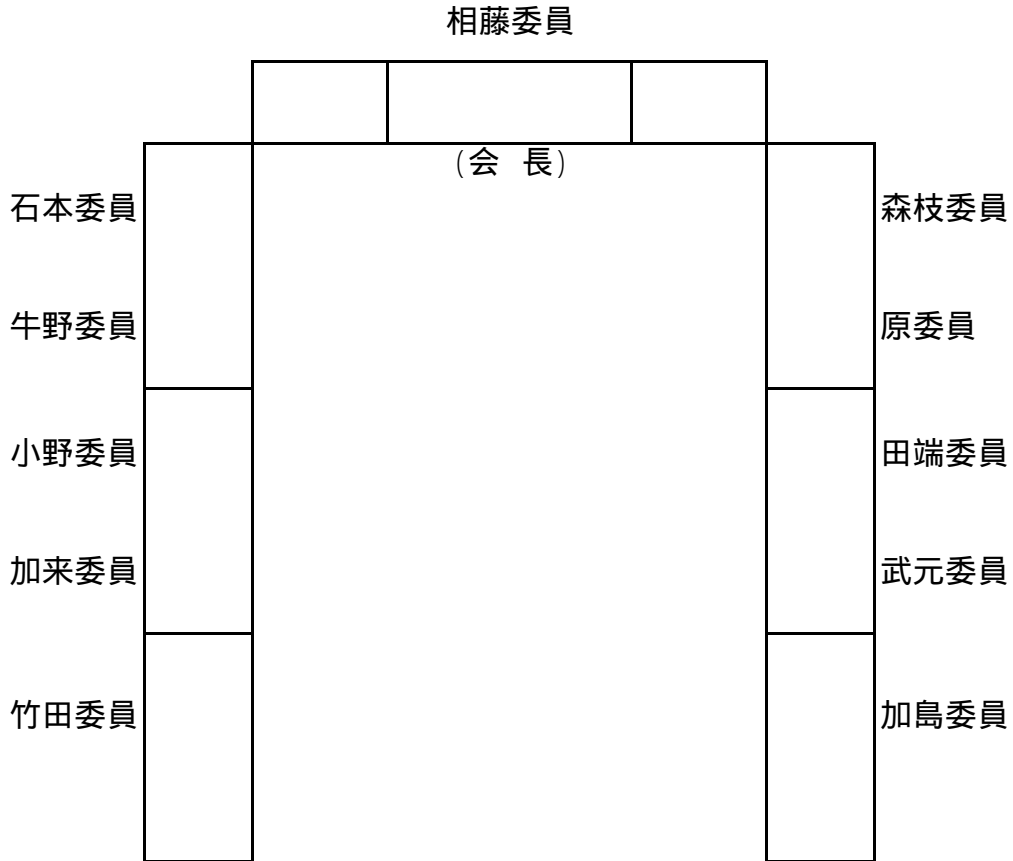 相藤委員
(会 長)
石本委員
森枝委員
牛野委員
原委員
小野委員
田端委員
加来委員
武元委員
竹田委員
加島委員